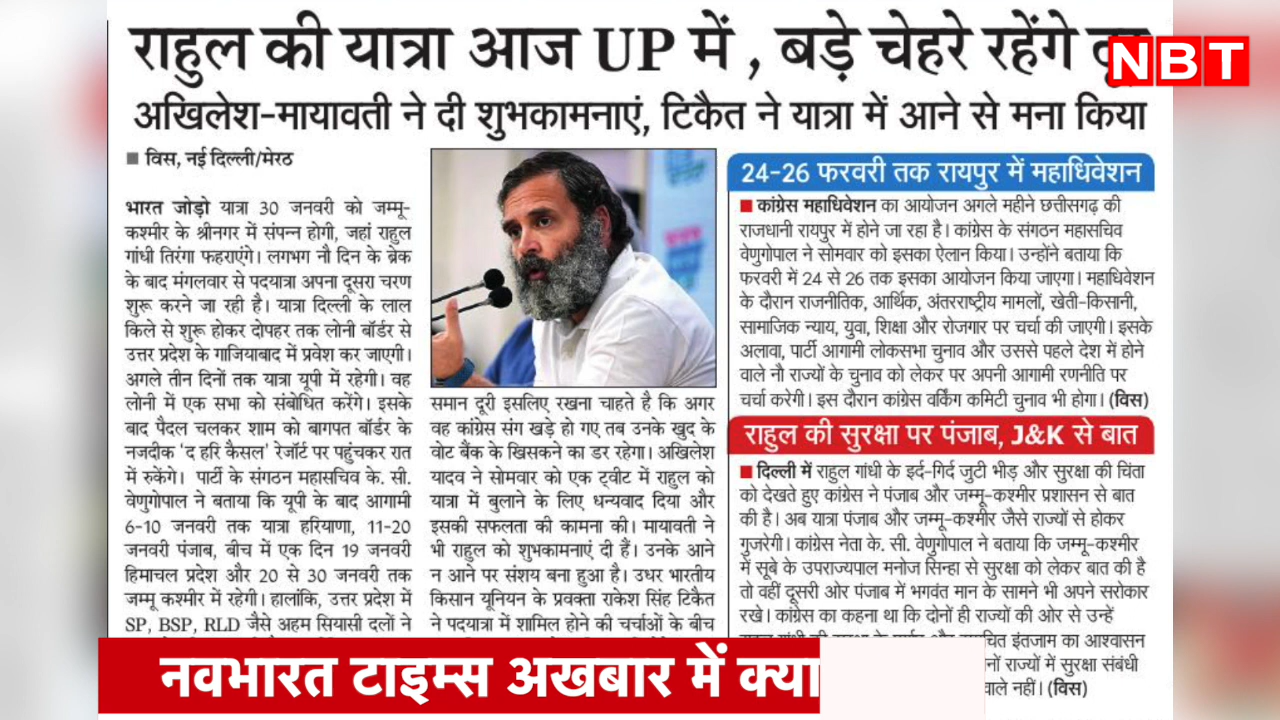 राहुल की यात्रा आज UP में , बड़े चेहरे रहेंगे
NBT
अखिलेश-मायावती ने दी शुभकामनाएं, टिकैत ने यात्रा में आने से मना किया
■ विस, नई दिल्ली/मेरठ
भारत जोड़ो यात्रा 30 जनवरी को जम्मू-
कश्मीर के श्रीनगर में संपन्न होगी, जहां राहुल
गांधी तिरंगा फहराएंगे। लगभग नौ दिन के ब्रेक
के बाद मंगलवार से पदयात्रा अपना दूसरा चरण
शुरू करने जा रही है। यात्रा दिल्ली के लाल
किले से शुरू होकर दोपहर तक लोनी बॉर्डर से
उत्तर प्रदेश के गाजियाबाद में प्रवेश कर जाएगी।
अगले तीन दिनों तक यात्रा यूपी में रहेगी। वह
लोनी में एक सभा को संबोधित करेंगे। इसके
बाद पैदल चलकर शाम को बागपत बॉर्डर के
नजदीक 'द हरि कैसल' रेजॉर्ट पर पहुंचकर रात
में रुकेंगे। पार्टी के संगठन महासचिव के. सी.
वेणुगोपाल ने बताया कि यूपी के बाद आगामी
6-10 जनवरी तक यात्रा हरियाणा, 11-20
जनवरी पंजाब, बीच में एक दिन 19 जनवरी
हिमाचल प्रदेश और 20 से 30 जनवरी तक
जम्मू कश्मीर में रहेगी। हालांकि, उत्तर प्रदेश में
SP, BSP, RLD जैसे अहम सियासी दलों ने
समान दूरी इसलिए रखना चाहते है कि अगर
वह कांग्रेस संग खड़े हो गए तब उनके खुद के
वोट बैंक के खिसकने का डर रहेगा। अखिलेश
यादव ने सोमवार को एक ट्वीट में राहुल को
यात्रा में बुलाने के लिए धन्यवाद दिया और
इसकी सफलता की कामना की। मायावती ने
भी राहुल को शुभकामनाएं दी हैं। उनके आने
न आने पर संशय बना हुआ है। उधर भारतीय
किसान यूनियन के प्रवक्ता राकेश सिंह टिकैत
ने पदयात्रा में शामिल होने की चर्चाओं के बीच
24-26 फरवरी तक रायपुर में महाधिवेशन
■ कांग्रेस महाधिवेशन का आयोजन अगले महीने छत्तीसगढ़ की
राजधानी रायपुर में होने जा रहा है। कांग्रेस के संगठन महासचिव
वेणुगोपाल ने सोमवार को इसका ऐलान किया। उन्होंने बताया कि
फरवरी में 24 से 26 तक इसका आयोजन किया जाएगा। महाधिवेशन
के दौरान राजनीतिक, आर्थिक, अंतरराष्ट्रीय मामलों, खेती-किसानी,
सामाजिक न्याय, युवा, शिक्षा और रोजगार पर चर्चा की जाएगी। इसके
अलावा, पार्टी आगामी लोकसभा चुनाव और उससे पहले देश में होने
वाले नौ राज्यों के चुनाव को लेकर पर अपनी आगामी रणनीति पर
चर्चा करेगी। इस दौरान कांग्रेस वर्किंग कमिटी चुनाव भी होगा। (विस)
राहुल की सुरक्षा पर पंजाब, J&K से बात
■ दिल्ली में राहुल गांधी के इर्द-गिर्द जुटी भीड़ और सुरक्षा की चिंता
को देखते हुए कांग्रेस ने पंजाब और जम्मू-कश्मीर प्रशासन से बात
की है। अब यात्रा पंजाब और जम्मू-कश्मीर जैसे राज्यों से होकर
गुजरेगी। कांग्रेस नेता के. सी. वेणुगोपाल ने बताया कि जम्मू-कश्मीर
में सूबे के उपराज्यपाल मनोज सिन्हा से सुरक्षा को लेकर बात की है
तो वहीं दूसरी ओर पंजाब में भगवंत मान के सामने भी अपने सरोकार
रखे। कांग्रेस का कहना था कि दोनों ही राज्यों की ओर से उन्हें
इंतजाम का आश्वासन
राज्यों में सुरक्षा संबंधी
वाले नहीं। (विस)
नवभारत टाइम्स अखबार में क्या